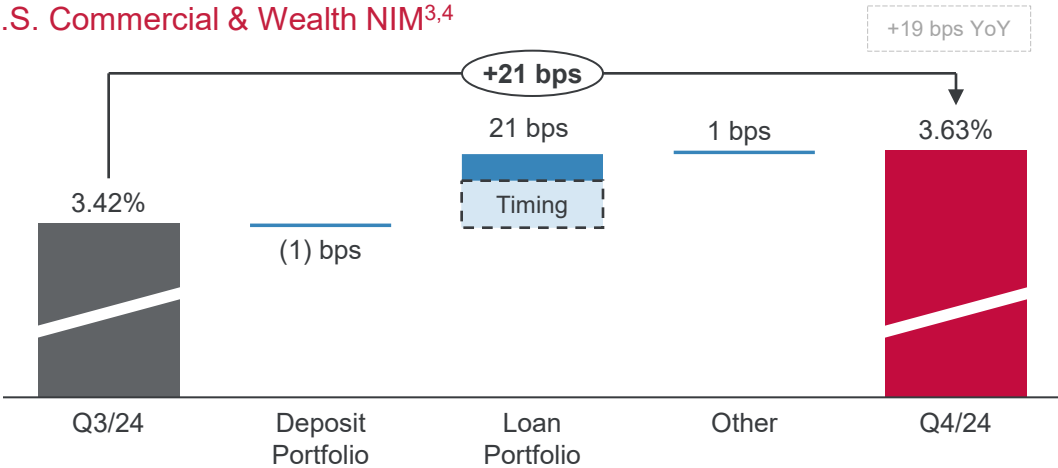 .S. Commercial & Wealth NIM3,4
+19 bps YoY
+21 bps
21 bps
1 bps
3.63%
3.42%
Timing
(1) bps
Q3/24
Deposit
Portfolio
Loan
Portfolio
Other
Q4/24